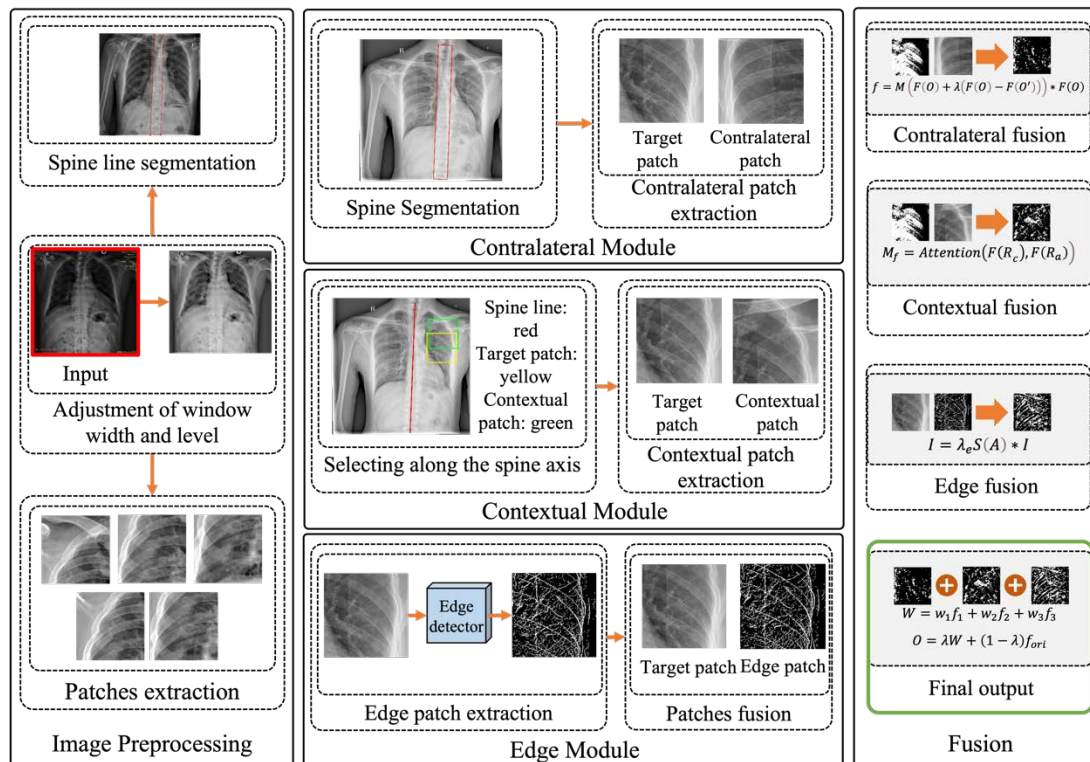 Spine line segmentation
Input
Adjustment of window
width and level
Patches extraction
Image Preprocessing
R
Spine Segmentation
Target
patch
Contralateral
patch
Contralateral patch
extraction
Contralateral Module
R
Spine line:
red
Target patch:
yellow
Contextual
patch: green
Selecting along the spine axis
Target
patch
Contextual
patch
Contextual patch
extraction
Contextual Module
Edge
detector
Edge patch extraction
Target patch
Edge patch
Patches fusion
Edge Module
f = M(F(O) + λ(F(O) − F(O′))) * F(O)
Contralateral fusion
M_f = Attention(F(R_c), F(R_a))
Contextual fusion
I = λ_e S(A) * I
Edge fusion
W = w_1 f_1 + w_2 f_2 + w_3 f_3
O = λW + (1 − λ)f_ori
Final output
Fusion